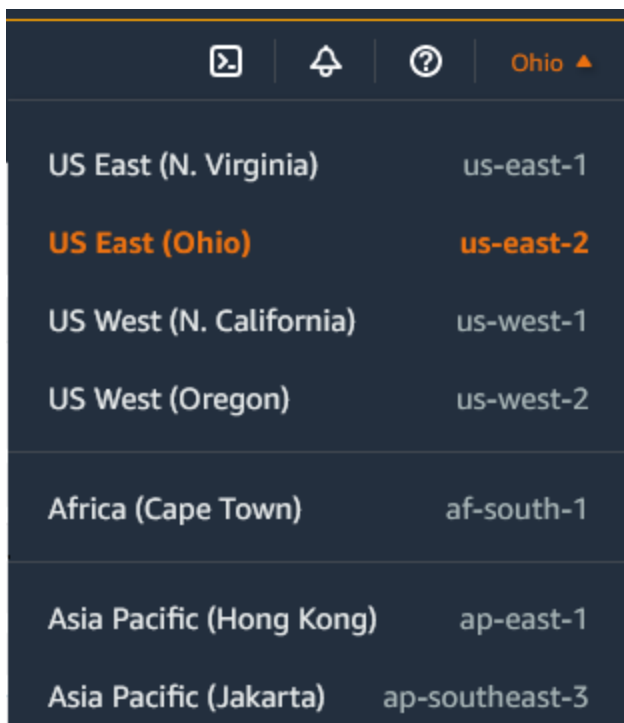 Ohio
US East (N. Virginia) us-east-1
US East (Ohio) us-east-2
US West (N. California) us-west-1
US West (Oregon) us-west-2
Africa (Cape Town) af-south-1
Asia Pacific (Hong Kong) ap-east-1
Asia Pacific (Jakarta) ap-southeast-3